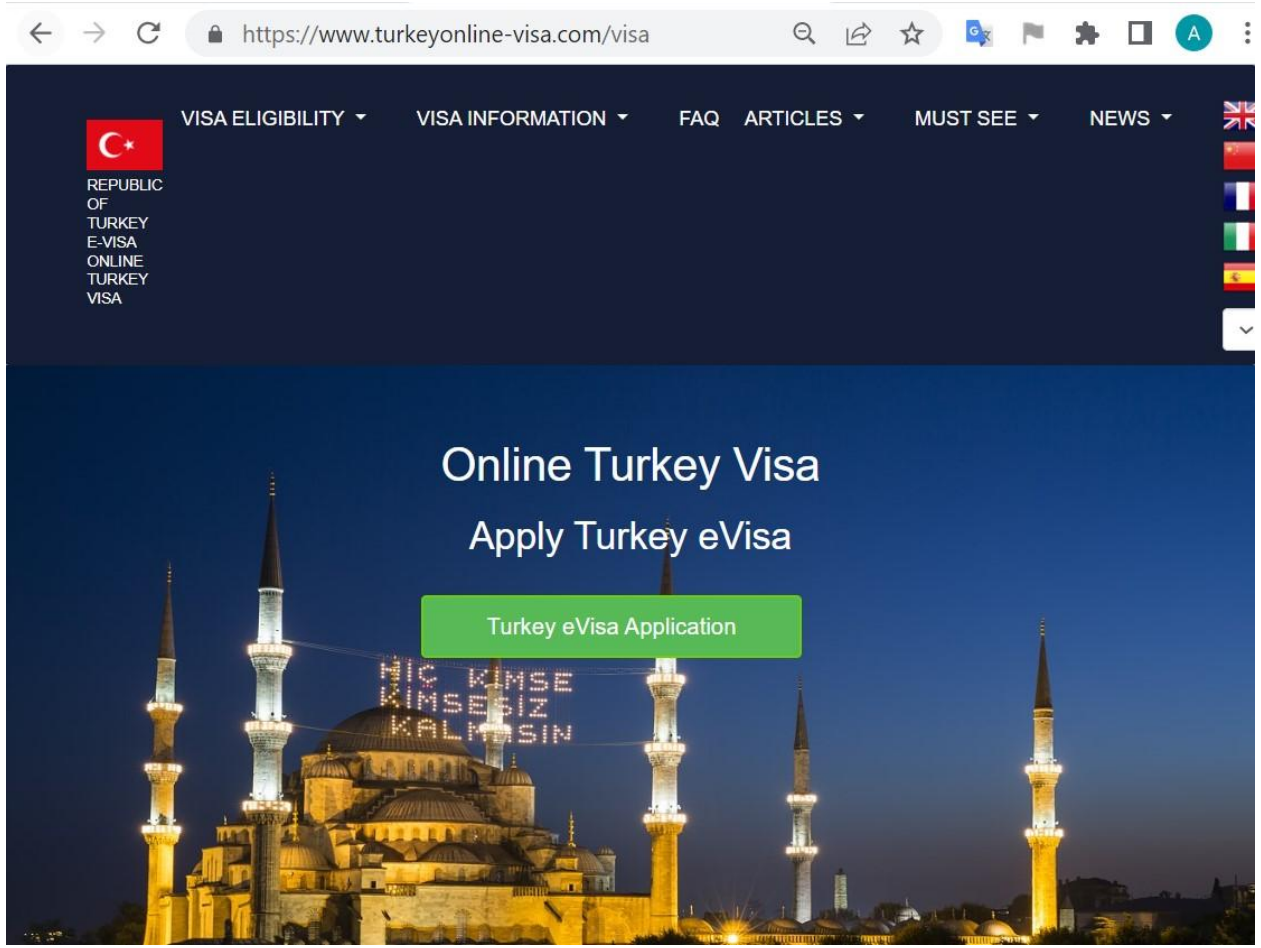 https://www.turkeyonline-visa.com/visa
A
VISA ELIGIBILITY
VISA INFORMATION
FAQ
ARTICLES
MUST SEE
NEWS
REPUBLIC
OF
TURKEY
E-VISA
ONLINE
TURKEY
VISA
Online Turkey Visa
Apply Turkey eVisa
Turkey eVisa Application
HİÇ KİMSE
KİMSESİZ
KALMASIN